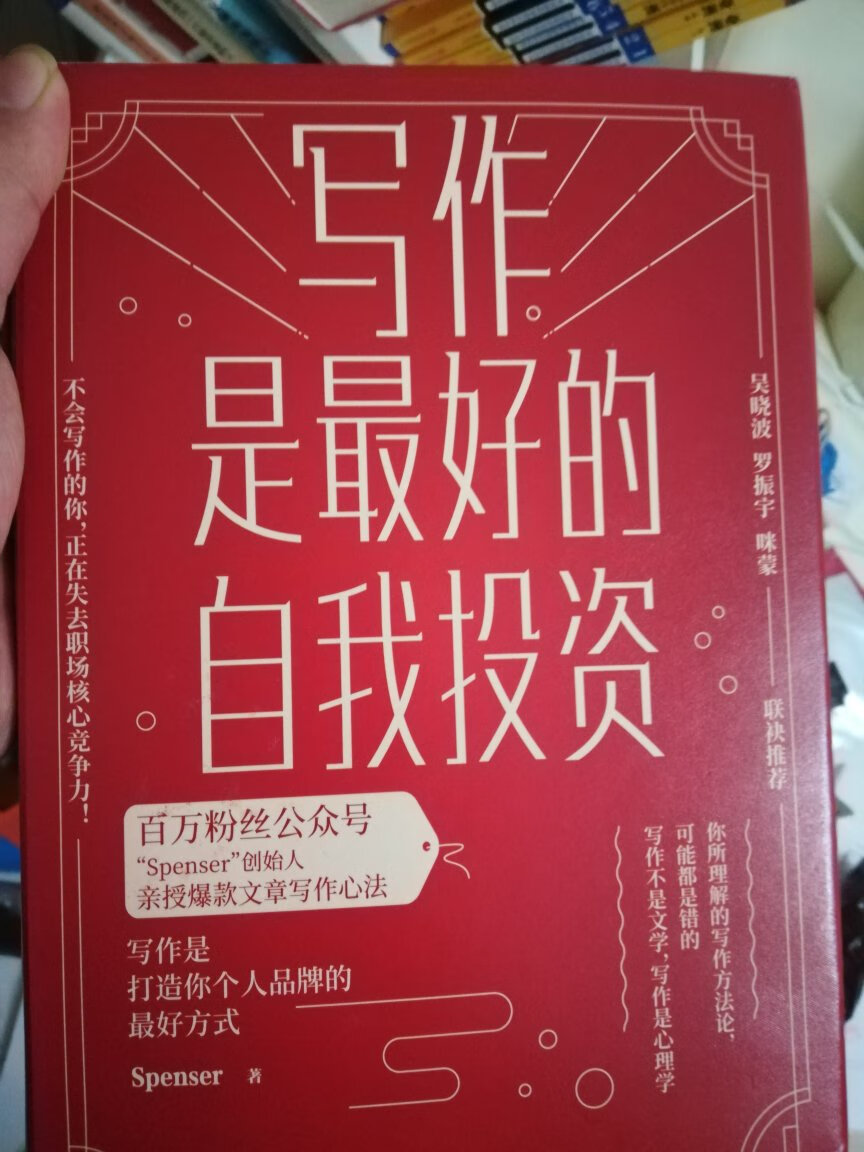 写作
是最好的
自我投资
不会写作的你,正在失去职场核心竞争力!
吴晓波 罗振宇 咪蒙
联袂推荐
百万粉丝公众号
“Spenser”创始人
亲授爆款文章写作心法
写作是
打造你个人品牌的
最好方式
Spenser 著
你所理解的写作方法论,
可能都是错的
写作不是文学,写作是心理学